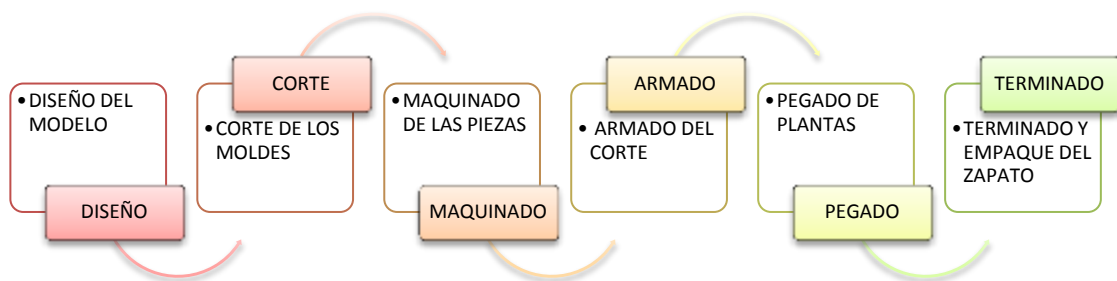 • DISEÑO DEL
MODELO
DISEÑO
CORTE
• CORTE DE LOS
MOLDES
• MAQUINADO
DE LAS PIEZAS
MAQUINADO
ARMADO
• ARMADO DEL
CORTE
• PEGADO DE
PLANTAS
PEGADO
TERMINADO
• TERMINADO Y
EMPAQUE DEL
ZAPATO